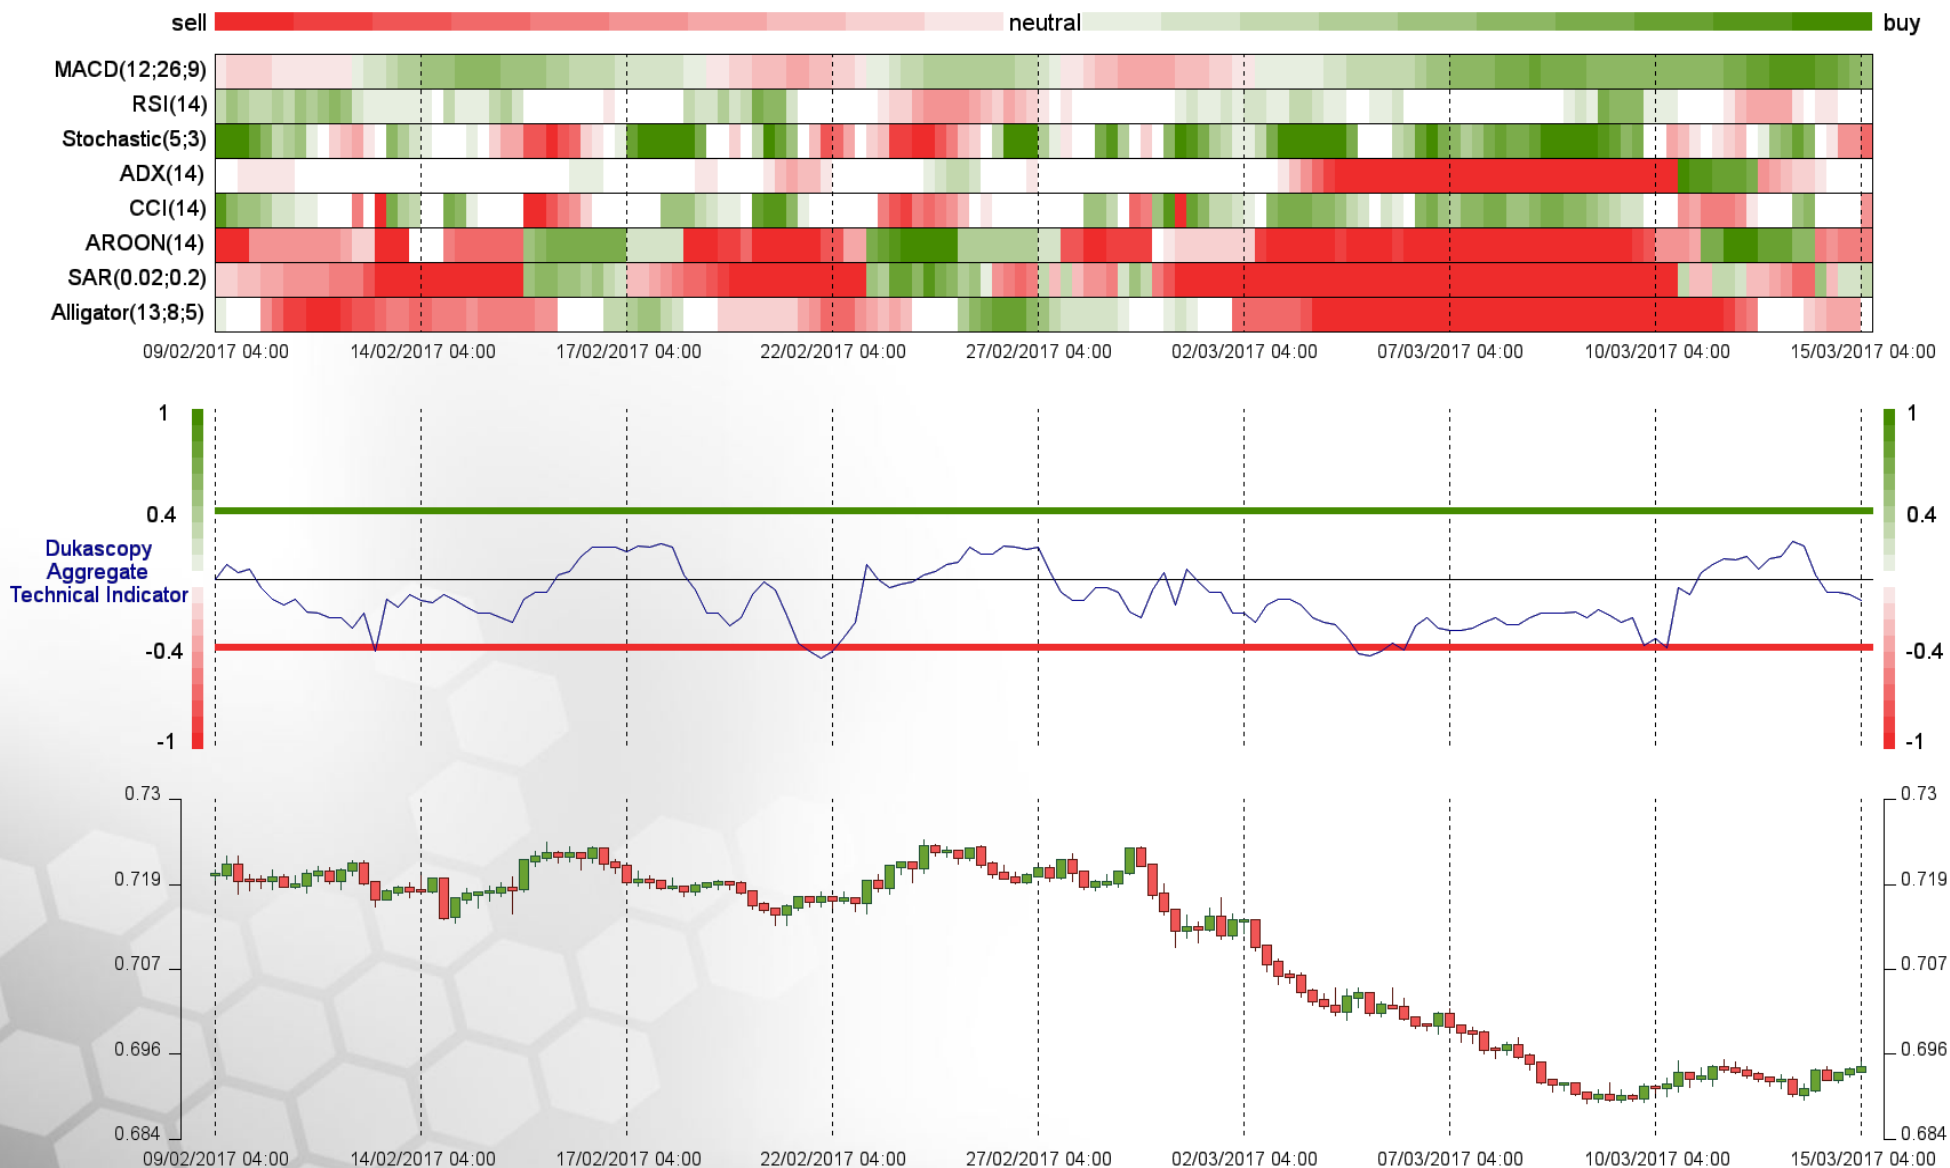 sell neutral buy
MACD(12;26;9)
RSI(14)
Stochastic(5;3)
ADX(14)
CCI(14)
AROON(14)
SAR(0.02;0.2)
Alligator(13;8;5)
09/02/2017 04:00 14/02/2017 04:00 17/02/2017 04:00 22/02/2017 04:00 27/02/2017 04:00 02/03/2017 04:00 07/03/2017 04:00 10/03/2017 04:00 15/03/2017 04:00
1 1
0.4 0.4
Dukascopy
Aggregate
Technical Indicator
-0.4 -0.4
-1 -1
0.73 0.73
0.719 0.719
0.707 0.707
0.696 0.696
0.684 0.684
09/02/2017 04:00 14/02/2017 04:00 17/02/2017 04:00 22/02/2017 04:00 27/02/2017 04:00 02/03/2017 04:00 07/03/2017 04:00 10/03/2017 04:00 15/03/2017 04:00